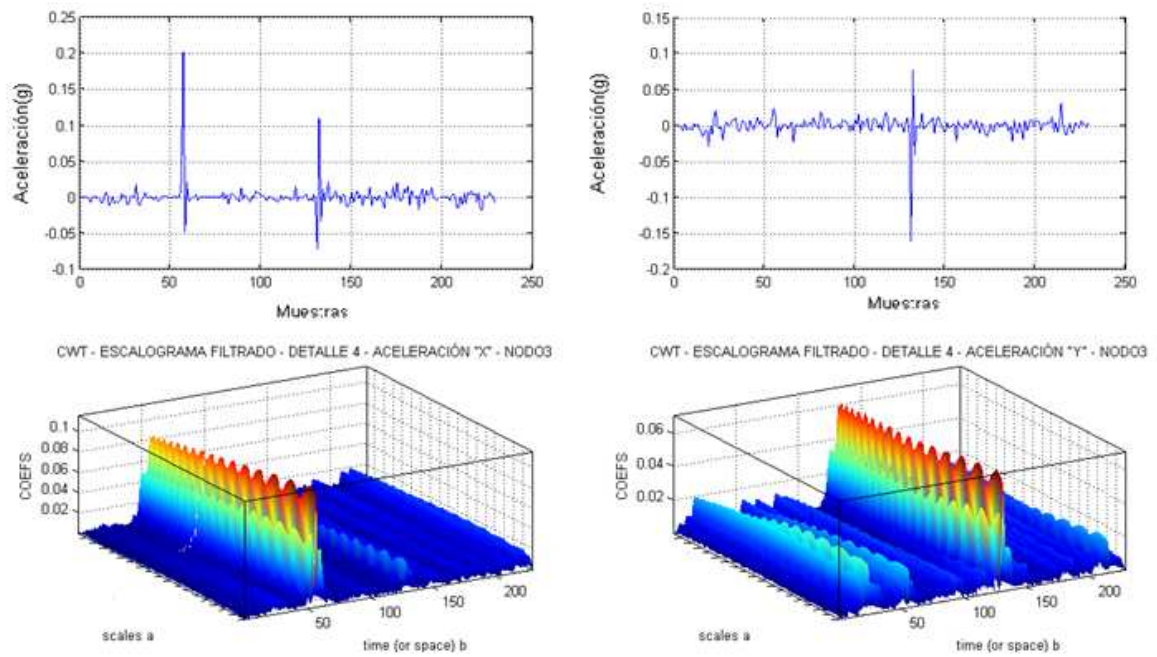 0.25
0.2
0.15
0.1
0.05
0
-0.05
-0.1
Aceleración(g)
0 50 100 150 200 250
Muestras
0.15
0.1
0.05
0
-0.05
-0.1
-0.15
-0.2
Aceleración(g)
0 50 100 150 200 250
Muestras
CWT - ESCALOGRAMA FILTRADO - DETALLE 4 - ACELERACIÓN "X" - NODO3
0.1
0.08
0.06
0.04
0.02
COEFS
50 100 150 200
scales a
time (or space) b
CWT - ESCALOGRAMA FILTRADO - DETALLE 4 - ACELERACIÓN "Y" - NODO3
0.06
0.04
0.02
COEFS
50 100 150 200
scales a
time (or space) b